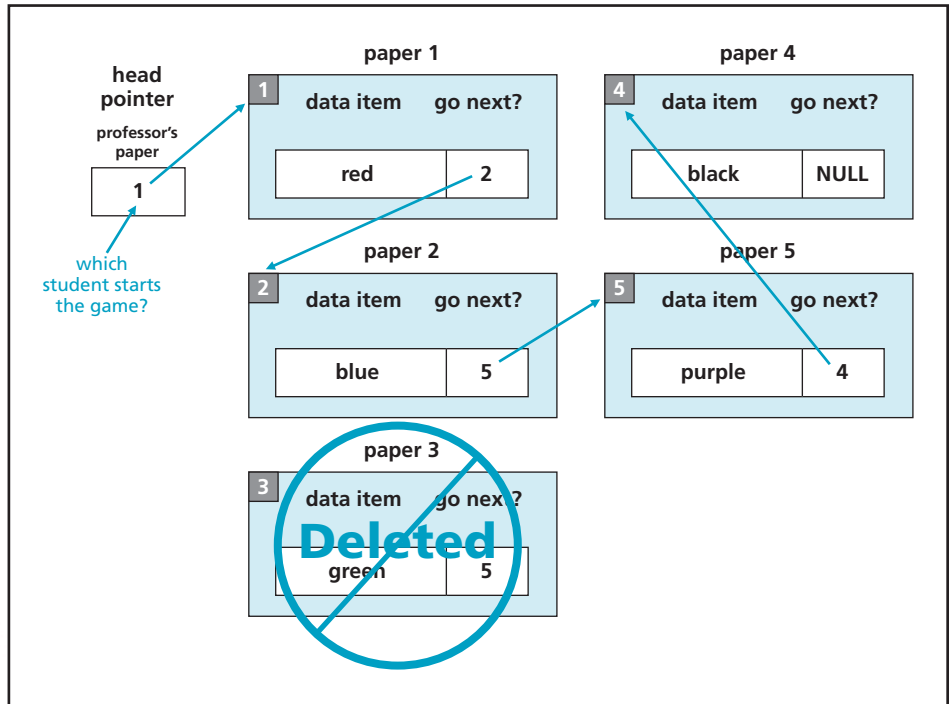 head
pointer
professor's
paper
1
which
student starts
the game?
paper 1
1
data item go next?
red 2
paper 2
2
data item go next?
blue 5
paper 3
3
data item go next?
Deleted
green 5
paper 4
4
data item go next?
black NULL
paper 5
5
data item go next?
purple 4